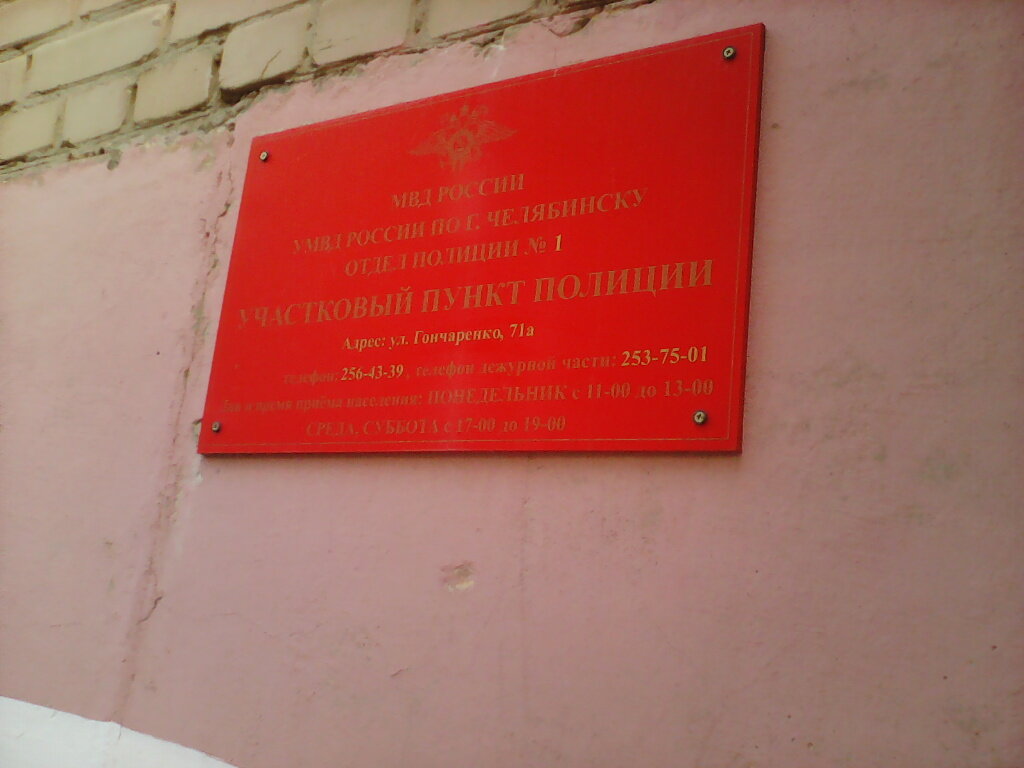 МВД РОССИИ
УМВД РОССИИ ПО Г. ЧЕЛЯБИНСКУ
ОТДЕЛ ПОЛИЦИИ № 1
УЧАСТКОВЫЙ ПУНКТ ПОЛИЦИИ
Адрес: ул. Гончаренко, 71а
телефон: 256-43-39, телефон дежурной части: 253-75-01
Дни и время приёма населения: ПОНЕДЕЛЬНИК с 11-00 до 13-00
СРЕДА, СУББОТА с 17-00 до 19-00